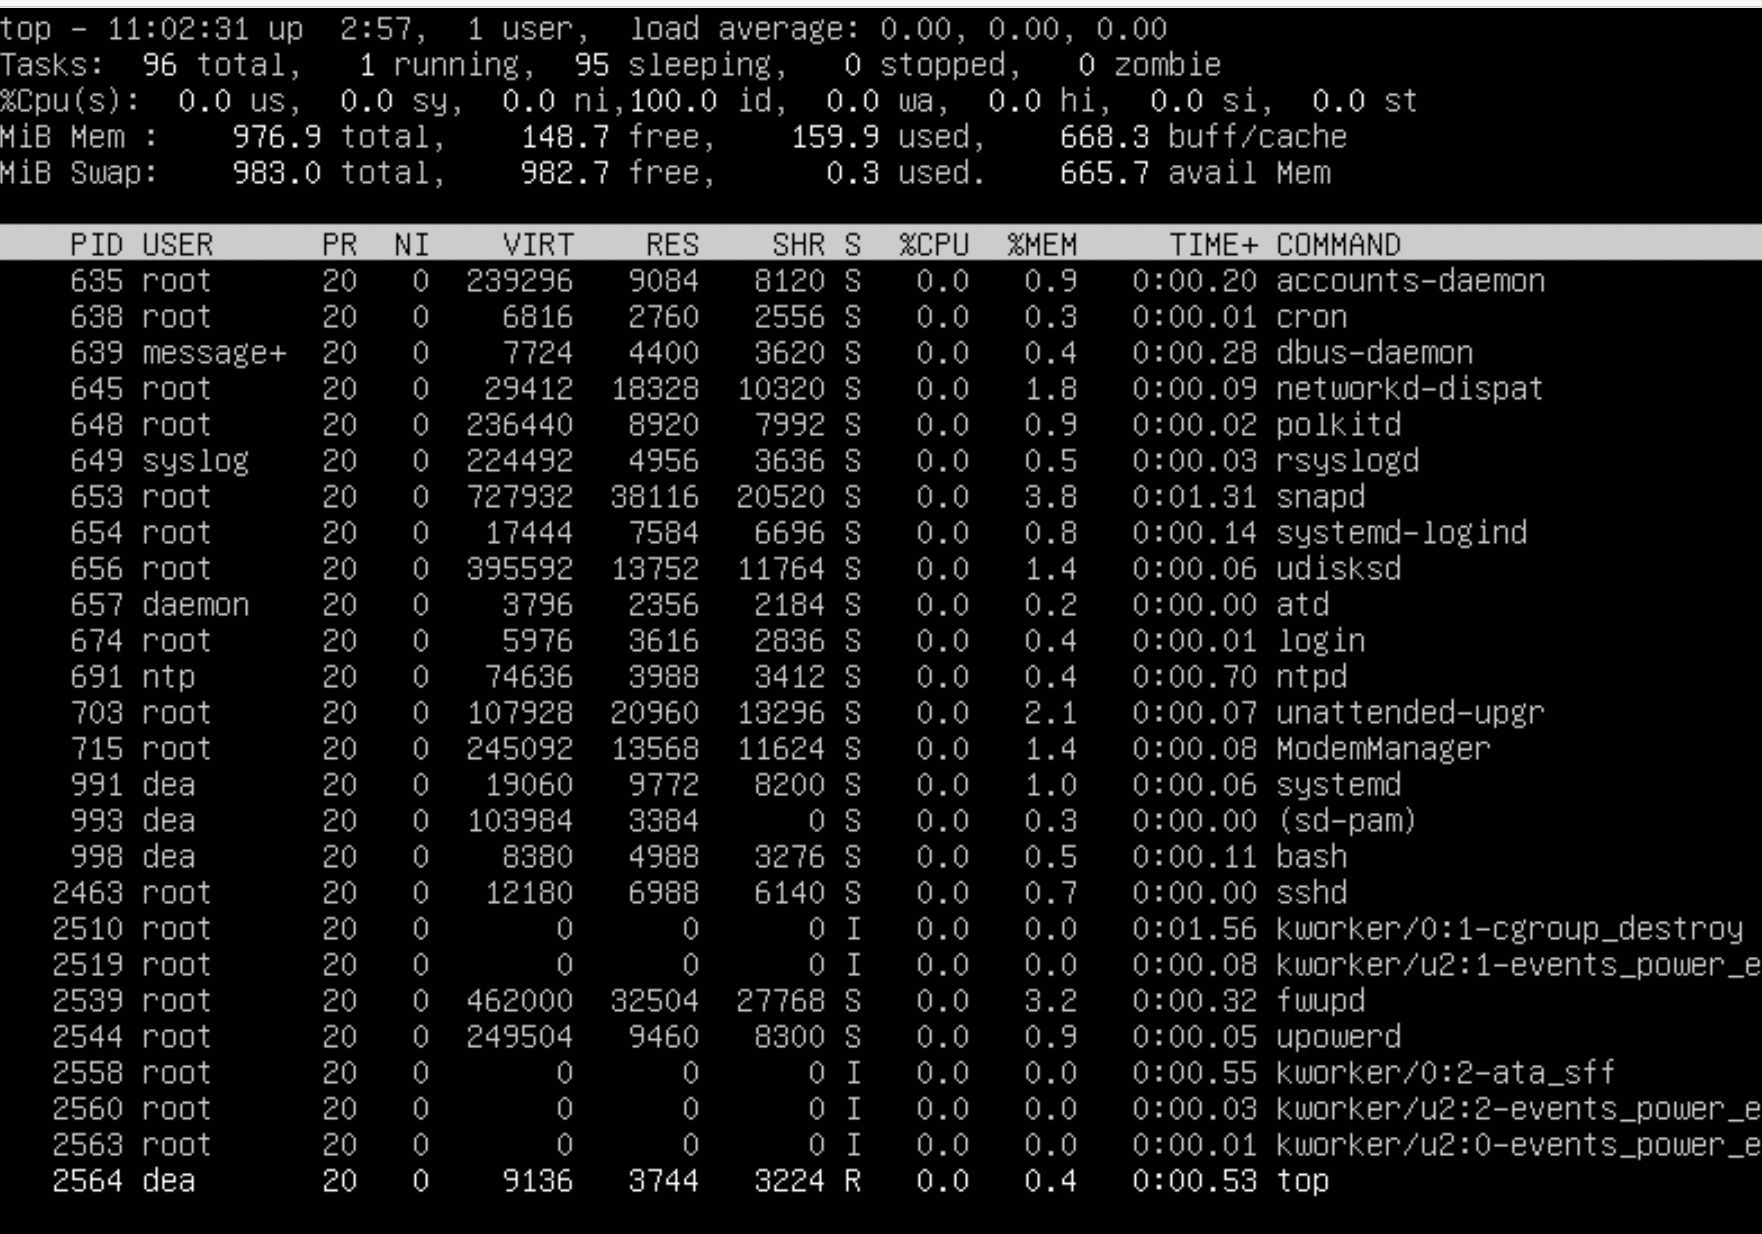 top - 11:02:31 up  2:57,  1 user,  load average: 0.00, 0.00, 0.00
Tasks:  96 total,   1 running,  95 sleeping,   0 stopped,   0 zombie
%Cpu(s):  0.0 us,  0.0 sy,  0.0 ni,100.0 id,  0.0 wa,  0.0 hi,  0.0 si,  0.0 st
MiB Mem :    976.9 total,    148.7 free,    159.9 used,    668.3 buff/cache
MiB Swap:    983.0 total,    982.7 free,      0.3 used.    665.7 avail Mem
PID USER      PR  NI    VIRT    RES    SHR S  %CPU  %MEM     TIME+ COMMAND
635 root      20   0  239296   9084   8120 S   0.0   0.9   0:00.20 accounts-daemon
638 root      20   0    6816   2760   2556 S   0.0   0.3   0:00.01 cron
639 message+  20   0    7724   4400   3620 S   0.0   0.4   0:00.28 dbus-daemon
645 root      20   0   29412  18328  10320 S   0.0   1.8   0:00.09 networkd-dispat
648 root      20   0  236440   8920   7992 S   0.0   0.9   0:00.02 polkitd
649 syslog    20   0  224492   4956   3636 S   0.0   0.5   0:00.03 rsyslogd
653 root      20   0  727932  38116  20520 S   0.0   3.8   0:01.31 snapd
654 root      20   0   17444   7584   6696 S   0.0   0.8   0:00.14 systemd-logind
656 root      20   0  395592  13752  11764 S   0.0   1.4   0:00.06 udisksd
657 daemon    20   0    3796   2356   2184 S   0.0   0.2   0:00.00 atd
674 root      20   0    5976   3616   2836 S   0.0   0.4   0:00.01 login
691 ntp       20   0   74636   3988   3412 S   0.0   0.4   0:00.70 ntpd
703 root      20   0  107928  20960  13296 S   0.0   2.1   0:00.07 unattended-upgr
715 root      20   0  245092  13568  11624 S   0.0   1.4   0:00.08 ModemManager
991 dea       20   0   19060   9772   8200 S   0.0   1.0   0:00.06 systemd
993 dea       20   0  103984   3384      0 S   0.0   0.3   0:00.00 (sd-pam)
998 dea       20   0    8380   4988   3276 S   0.0   0.5   0:00.11 bash
2463 root      20   0   12180   6988   6140 S   0.0   0.7   0:00.00 sshd
2510 root      20   0       0      0      0 I   0.0   0.0   0:01.56 kworker/0:1-cgroup_destroy
2519 root      20   0       0      0      0 I   0.0   0.0   0:00.08 kworker/u2:1-events_power_e
2539 root      20   0  462000  32504  27768 S   0.0   3.2   0:00.32 fwupd
2544 root      20   0  249504   9460   8300 S   0.0   0.9   0:00.05 upowerd
2558 root      20   0       0      0      0 I   0.0   0.0   0:00.55 kworker/0:2-ata_sff
2560 root      20   0       0      0      0 I   0.0   0.0   0:00.03 kworker/u2:2-events_power_e
2563 root      20   0       0      0      0 I   0.0   0.0   0:00.01 kworker/u2:0-events_power_e
2564 dea       20   0    9136   3744   3224 R   0.0   0.4   0:00.53 top